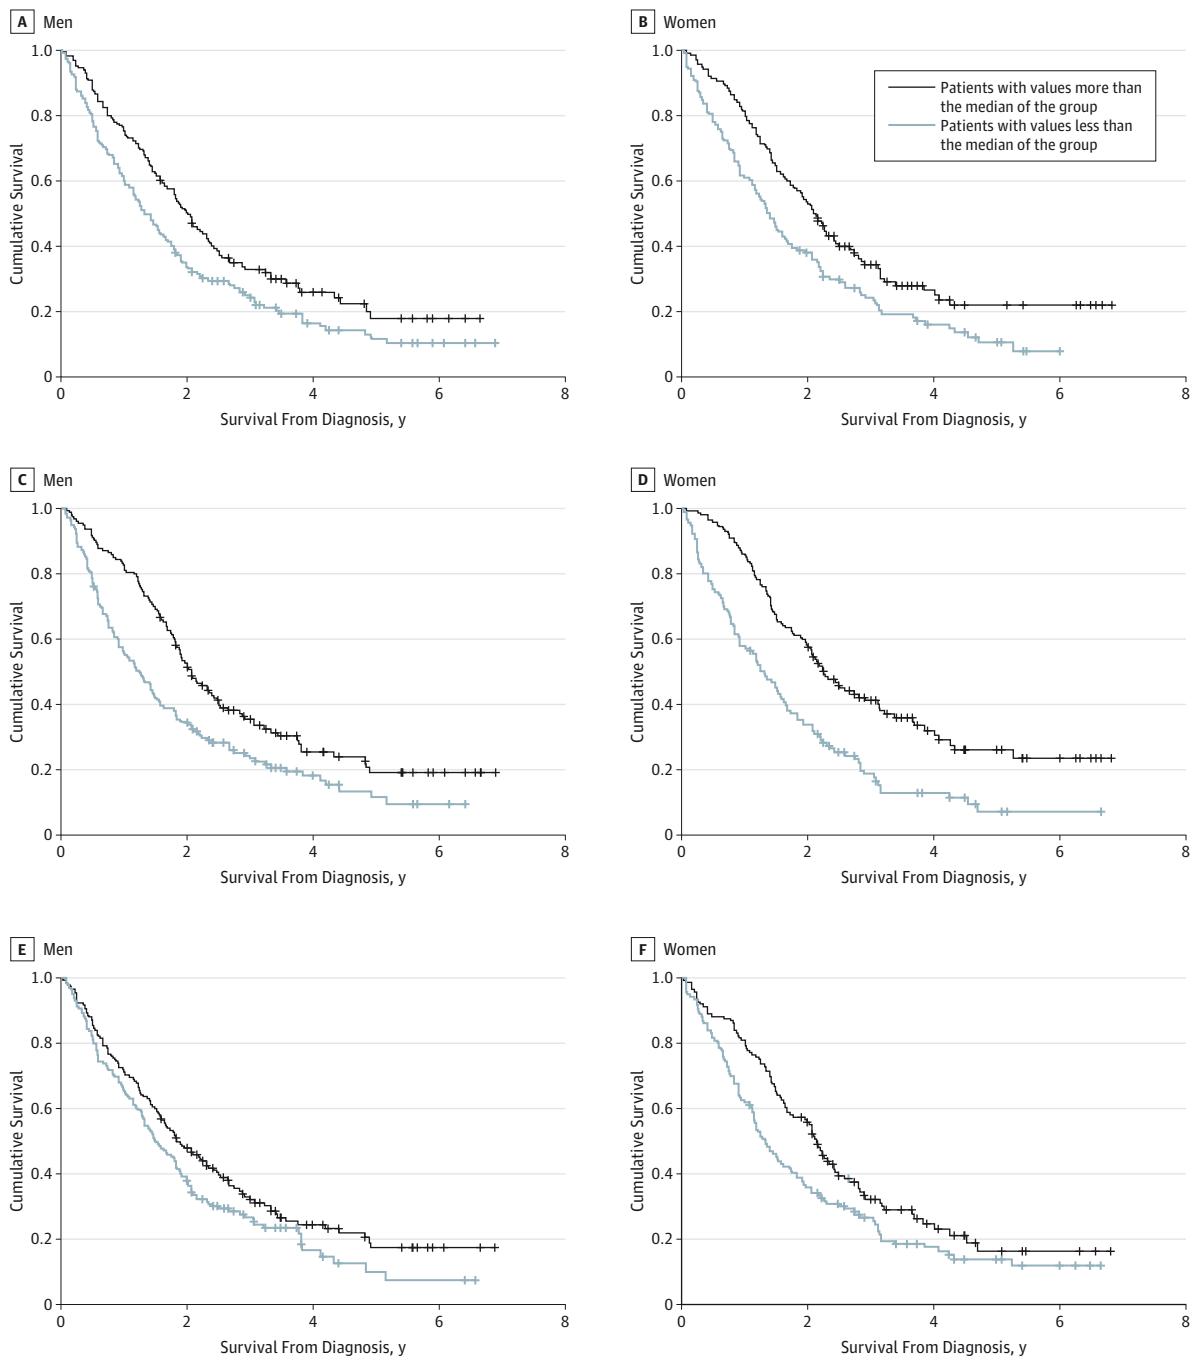 A Men
1.0
0.8
0.6
0.4
0.2
0
Cumulative Survival
0 2 4 6 8
Survival From Diagnosis, y
B Women
1.0
0.8
0.6
0.4
0.2
0
Cumulative Survival
Patients with values more than
the median of the group
Patients with values less than
the median of the group
0 2 4 6 8
Survival From Diagnosis, y
C Men
1.0
0.8
0.6
0.4
0.2
0
Cumulative Survival
0 2 4 6 8
Survival From Diagnosis, y
D Women
1.0
0.8
0.6
0.4
0.2
0
Cumulative Survival
0 2 4 6 8
Survival From Diagnosis, y
E Men
1.0
0.8
0.6
0.4
0.2
0
Cumulative Survival
0 2 4 6 8
Survival From Diagnosis, y
F Women
1.0
0.8
0.6
0.4
0.2
0
Cumulative Survival
0 2 4 6 8
Survival From Diagnosis, y